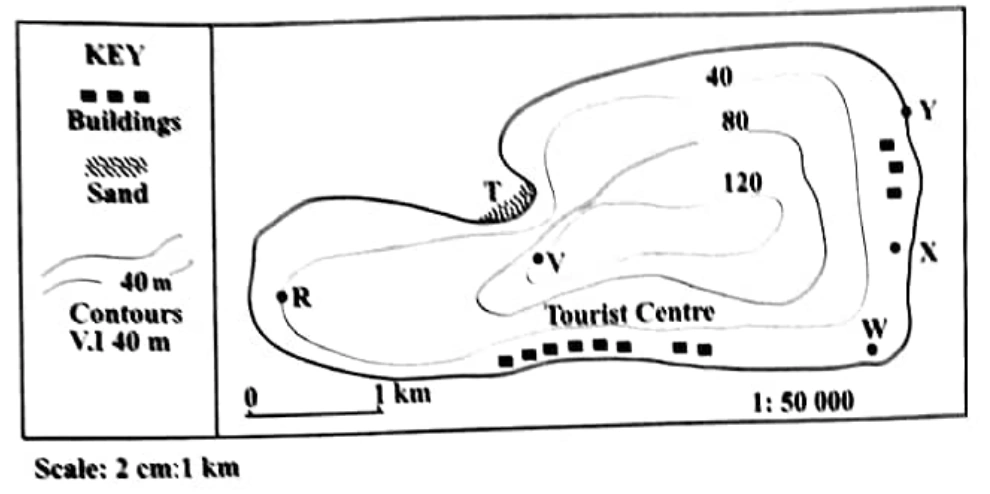 KEY
Buildings
Sand
40 m
Contours
V.I 40 m
40
Y
80
120
T
X
V
R
Tourist Centre
W
0 1 km
1: 50 000
Scale: 2 cm:1 km